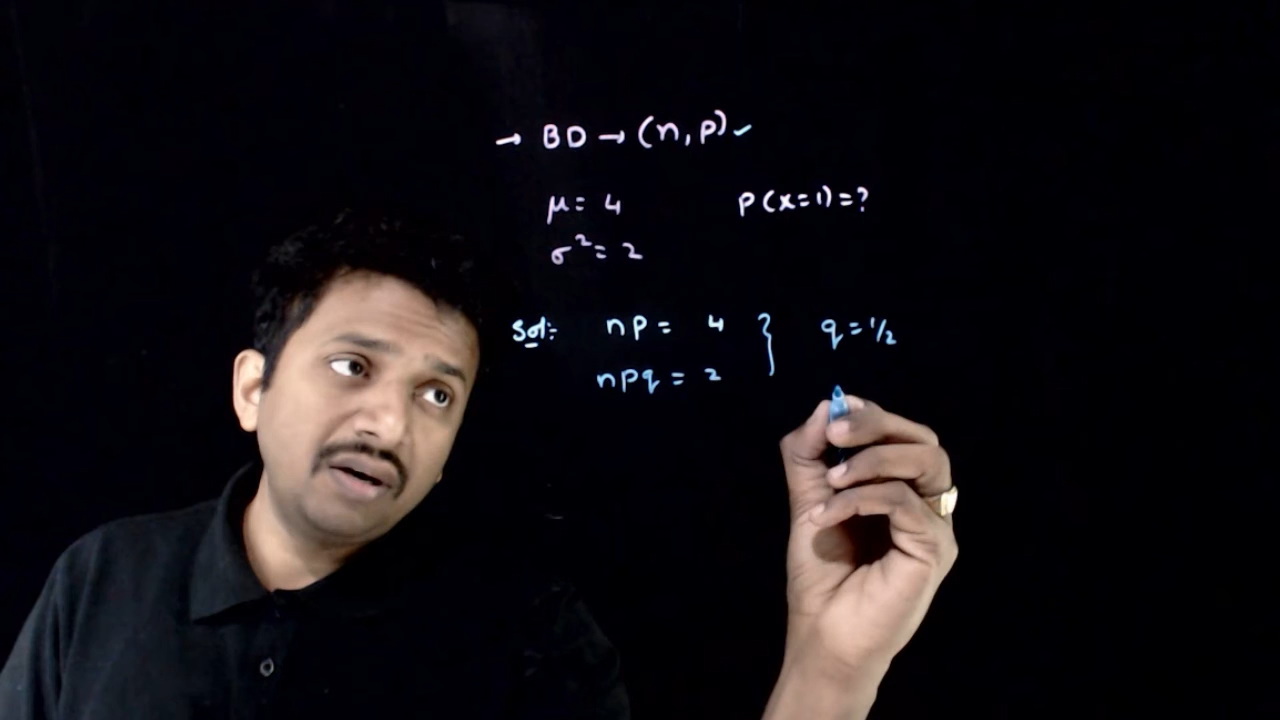 → BD → (n, p) ✓
μ = 4 P(x=1) = ?
σ² = 2
Sol: np = 4 } q = 1/2
npq = 2